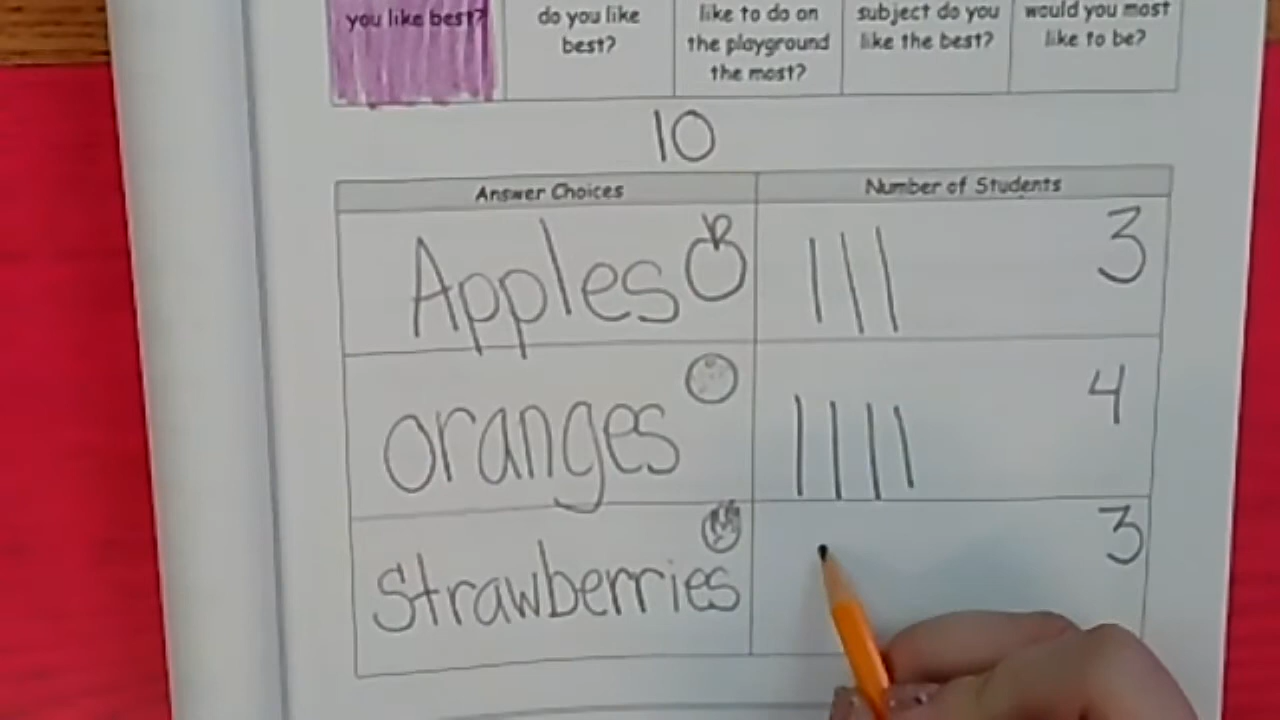 you like best?
do you like
best?
like to do on
the playground
the most?
subject do you
like the best?
would you most
like to be?
10
Answer Choices Number of Students
Apples 3
oranges 4
Strawberries 3